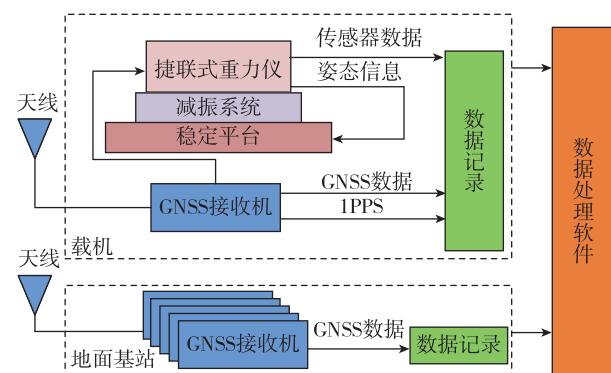 传感器数据
捷联式重力仪
姿态信息
天线
减振系统
稳定平台
数据记录
GNSS数据
GNSS接收机
1PPS
载机
数据处理软件
天线
GNSS数据
GNSS接收机
数据记录
地面基站